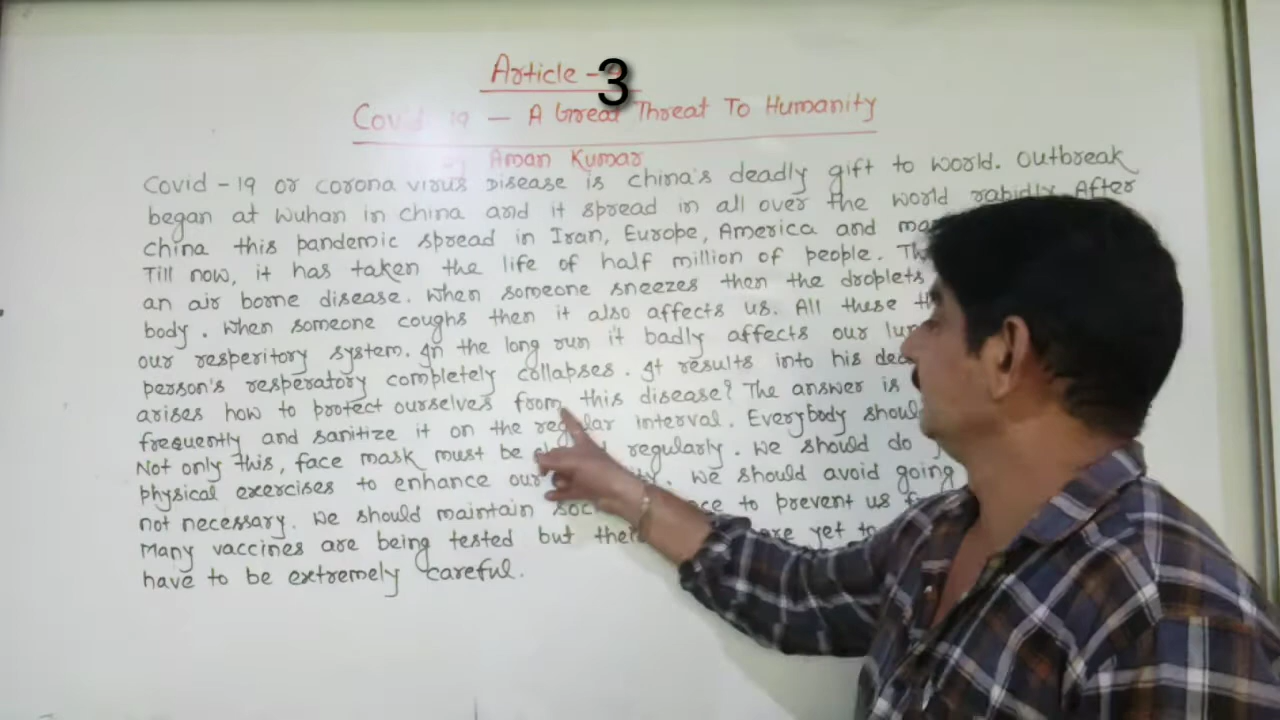 Article - 3
Covid 19 - A Great Threat To Humanity
Aman Kumar
Covid-19 or corona virus Disease is china's deadly gift to world. Outbreak
began at Wuhan in china and it spread in all over the world rapidly. After
china this pandemic spread in Iran, Europe, America and
Till now, it has taken the life of half million of people.
an air borne disease. When someone sneezes then the droplets
body. When someone coughs then it also affects us. All these
our resperitory system. In the long run it badly affects our
person's resperatory completely collapses. It results into his
arises how to protect ourselves from this disease? The answer is
frequently and sanitize it on the regular interval. Everybody
Not only this, face mask must be regularly. We should do
physical exercises to enhance our We should avoid going
not necessary. We should maintain to prevent us
Many vaccines are being tested but yet
have to be extremely careful.